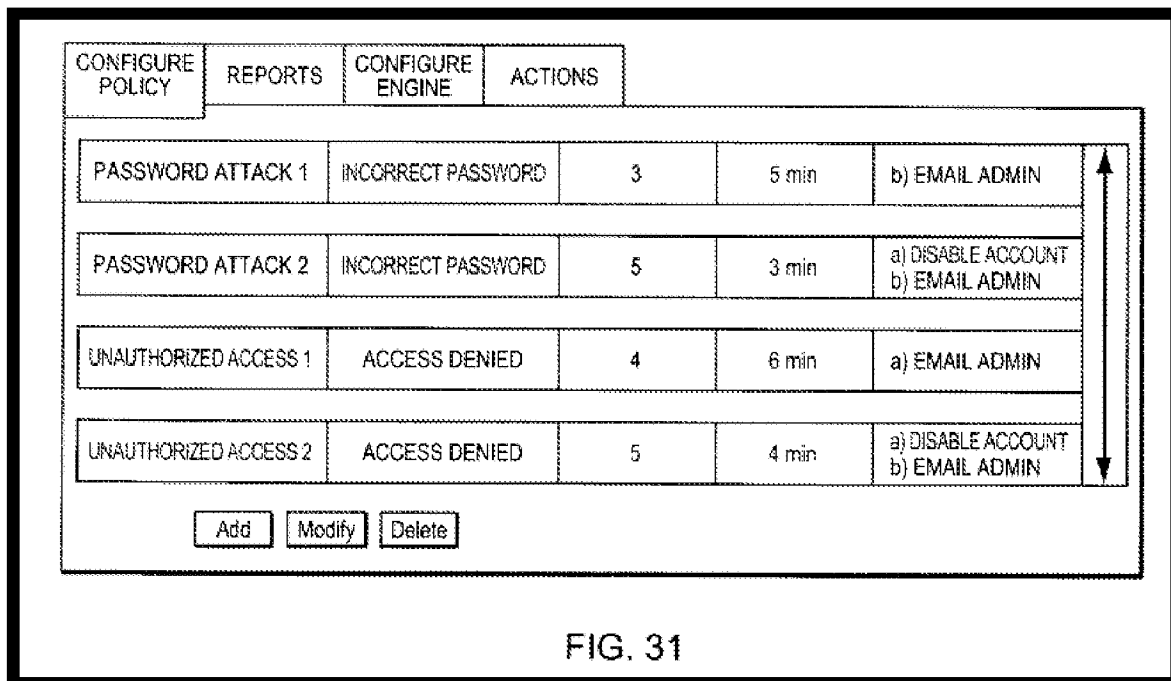 CONFIGURE POLICY
REPORTS
CONFIGURE ENGINE
ACTIONS
PASSWORD ATTACK 1 INCORRECT PASSWORD 3 5 min b) EMAIL ADMIN
PASSWORD ATTACK 2 INCORRECT PASSWORD 5 3 min a) DISABLE ACCOUNT
b) EMAIL ADMIN
UNAUTHORIZED ACCESS 1 ACCESS DENIED 4 6 min a) EMAIL ADMIN
UNAUTHORIZED ACCESS 2 ACCESS DENIED 5 4 min a) DISABLE ACCOUNT
b) EMAIL ADMIN
Add Modify Delete
FIG. 31